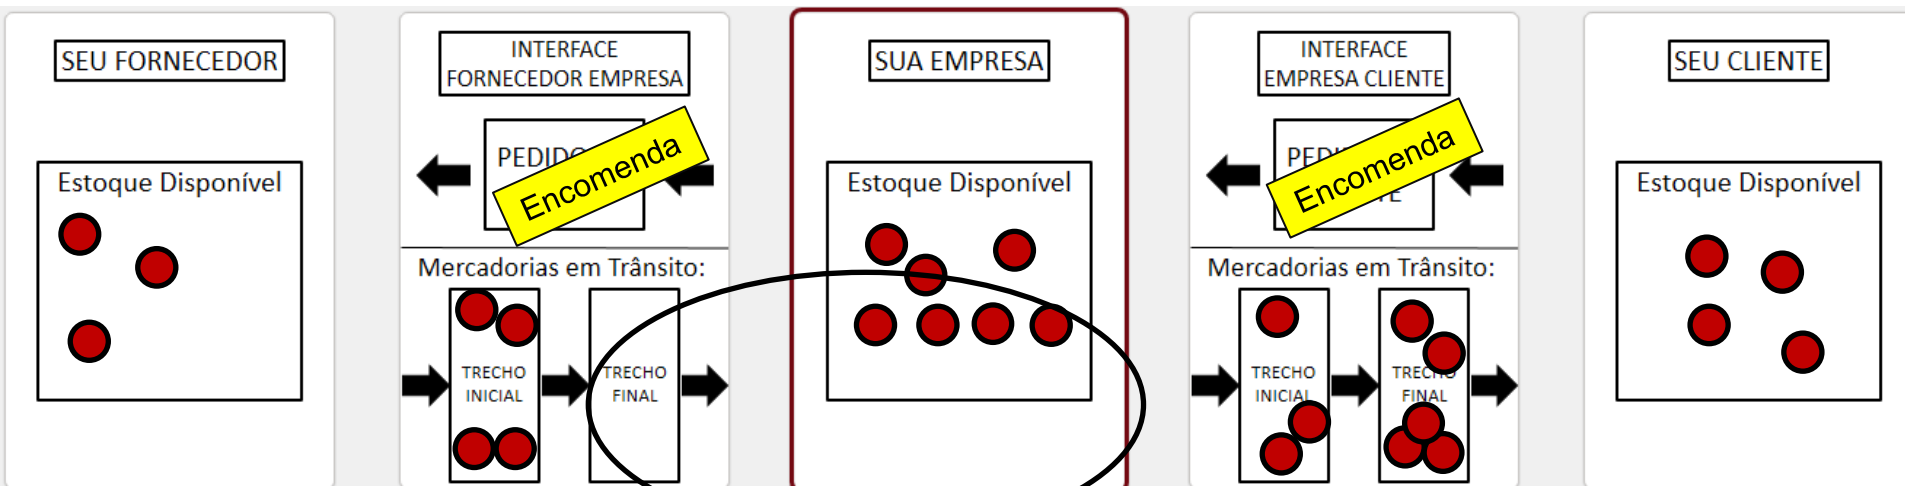 SEU FORNECEDOR
Estoque Disponível
INTERFACE
FORNECEDOR EMPRESA
Encomenda
Mercadorias em Trânsito:
TRECHO
INICIAL
TRECHO
FINAL
SUA EMPRESA
Estoque Disponível
INTERFACE
EMPRESA CLIENTE
Encomenda
Mercadorias em Trânsito:
TRECHO
INICIAL
TRECHO
FINAL
SEU CLIENTE
Estoque Disponível